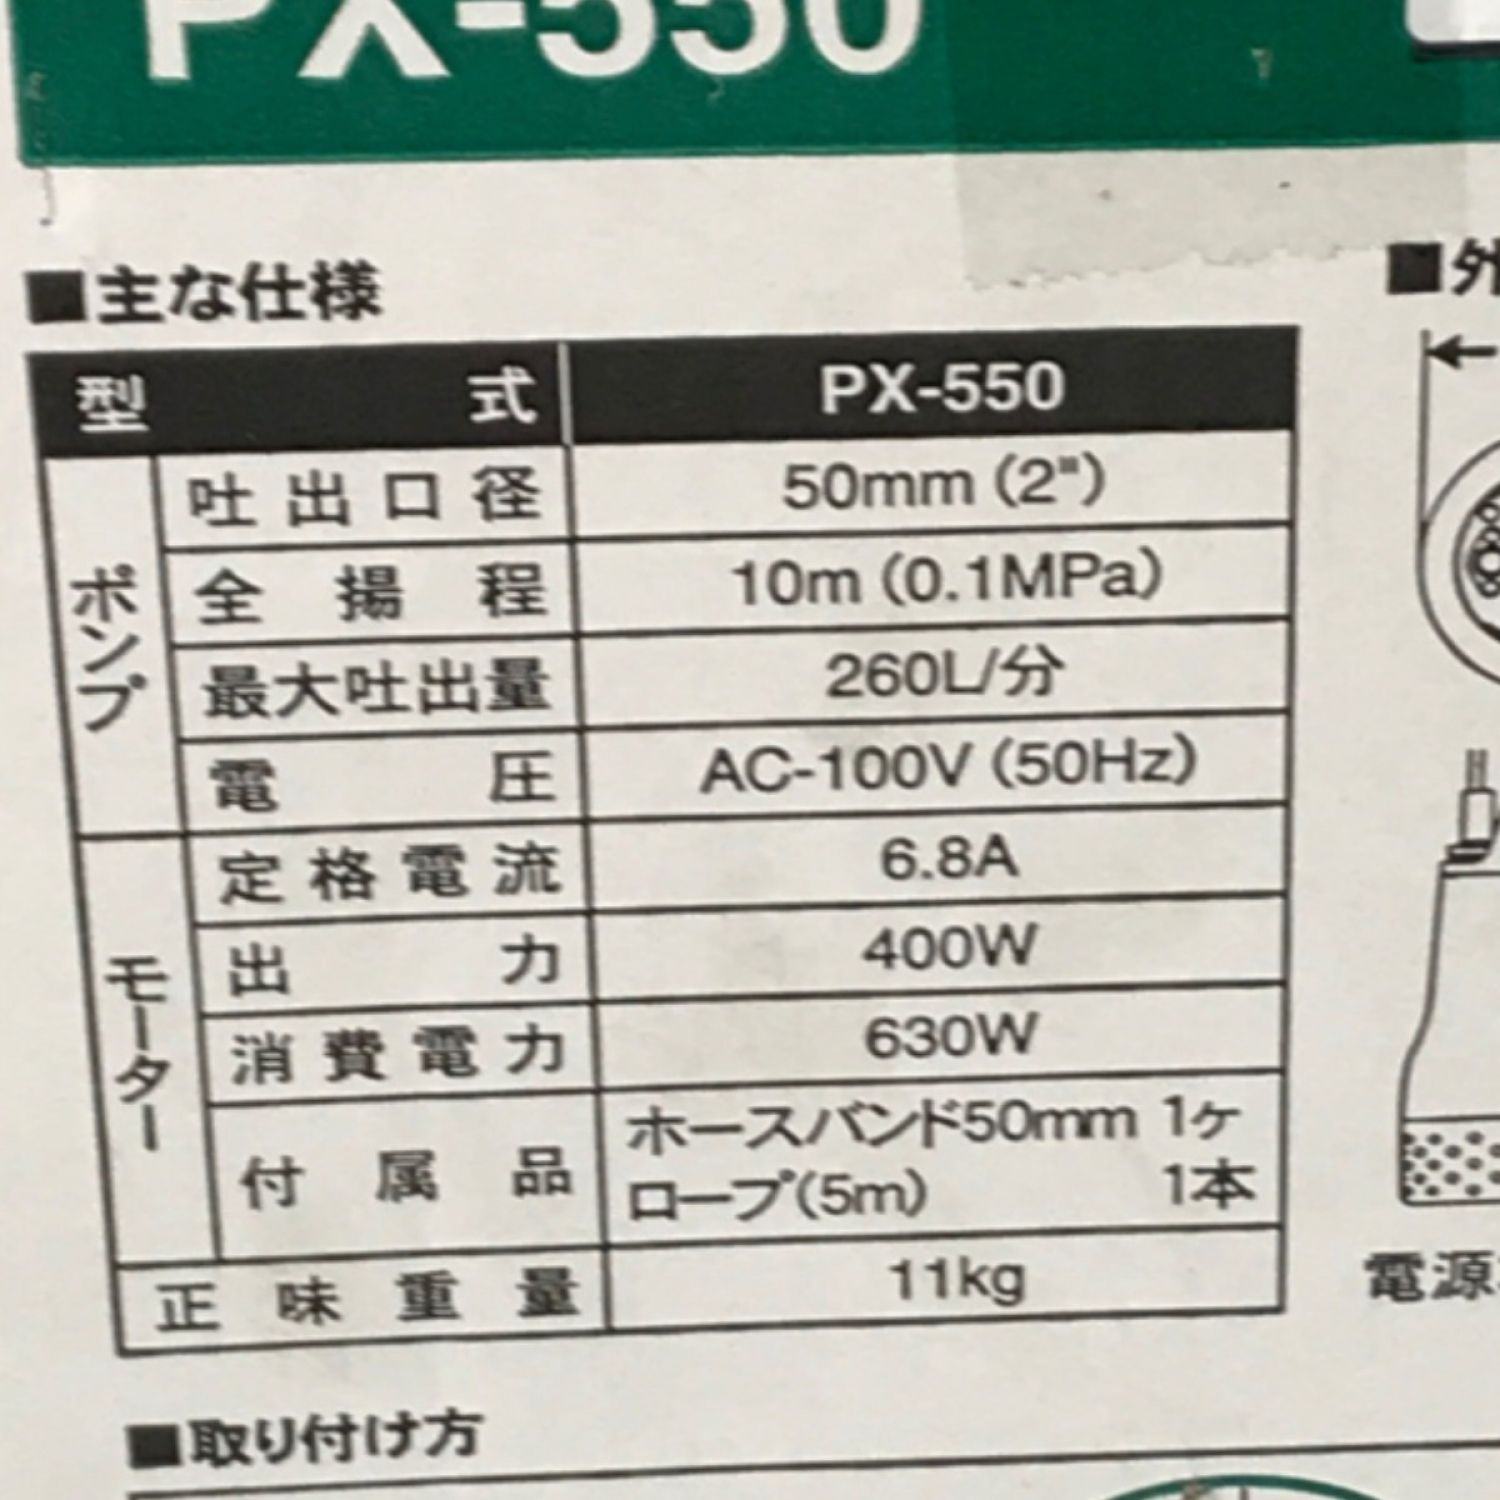 PX-550
■主な仕様
■外
型式 PX-550
ポンプ
吐出口径 50mm (2")
全揚程 10m (0.1MPa)
最大吐出量 260L/分
電圧 AC-100V (50Hz)
モーター
定格電流 6.8A
出力 400W
消費電力 630W
付属品 ホースバンド50mm 1ヶ
ロープ(5m) 1本
正味重量 11kg
電源
■取り付け方